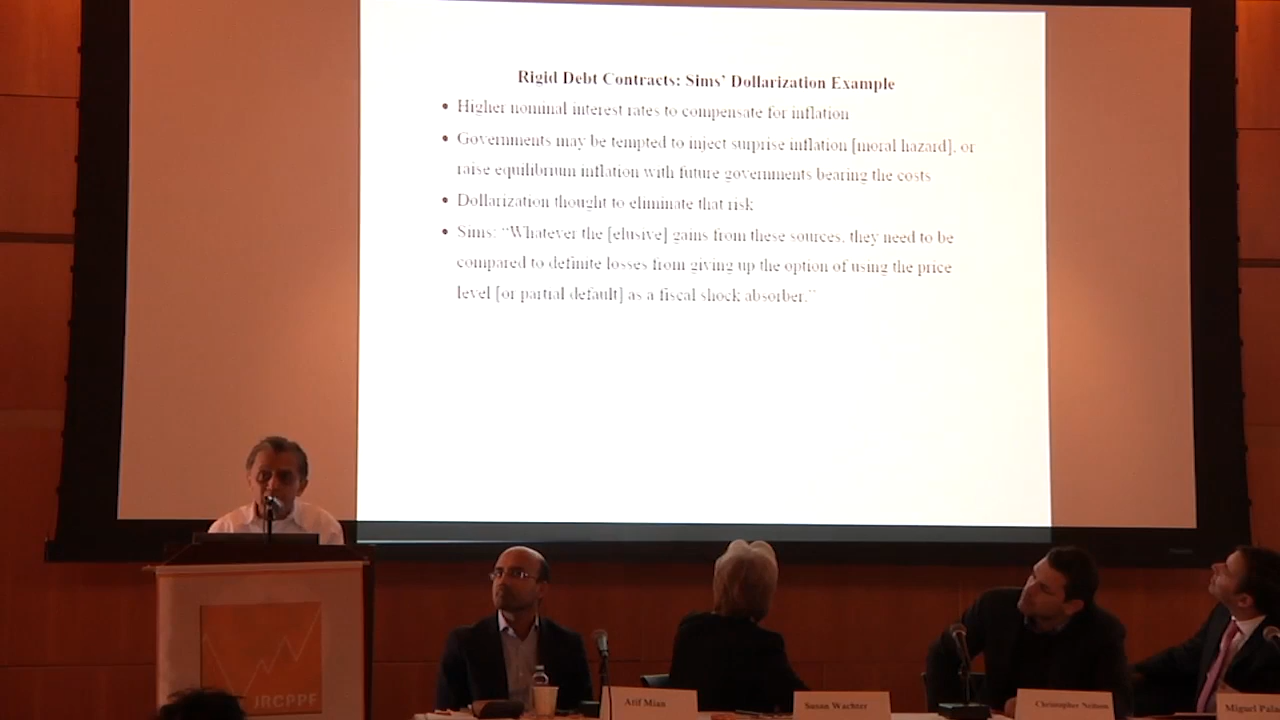 Rigid Debt Contracts: Sims' Dollarization Example
• Higher nominal interest rates to compensate for inflation
• Governments may be tempted to inject surprise inflation [moral hazard], or
raise equilibrium inflation with future governments bearing the costs
• Dollarization thought to eliminate that risk
• Sims: “Whatever the [elusive] gains from these sources, they need to be
compared to definite losses from giving up the option of using the price
level [or partial default] as a fiscal shock absorber.”
JRCPPF
Atif Mian
Susan Wachter
Christopher Neilson
Miguel